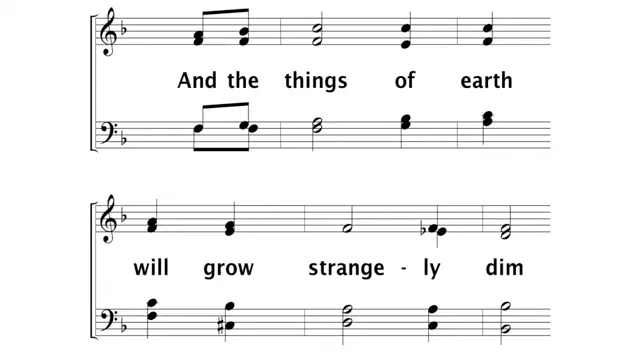 And the things of earth
will grow strange - ly dim